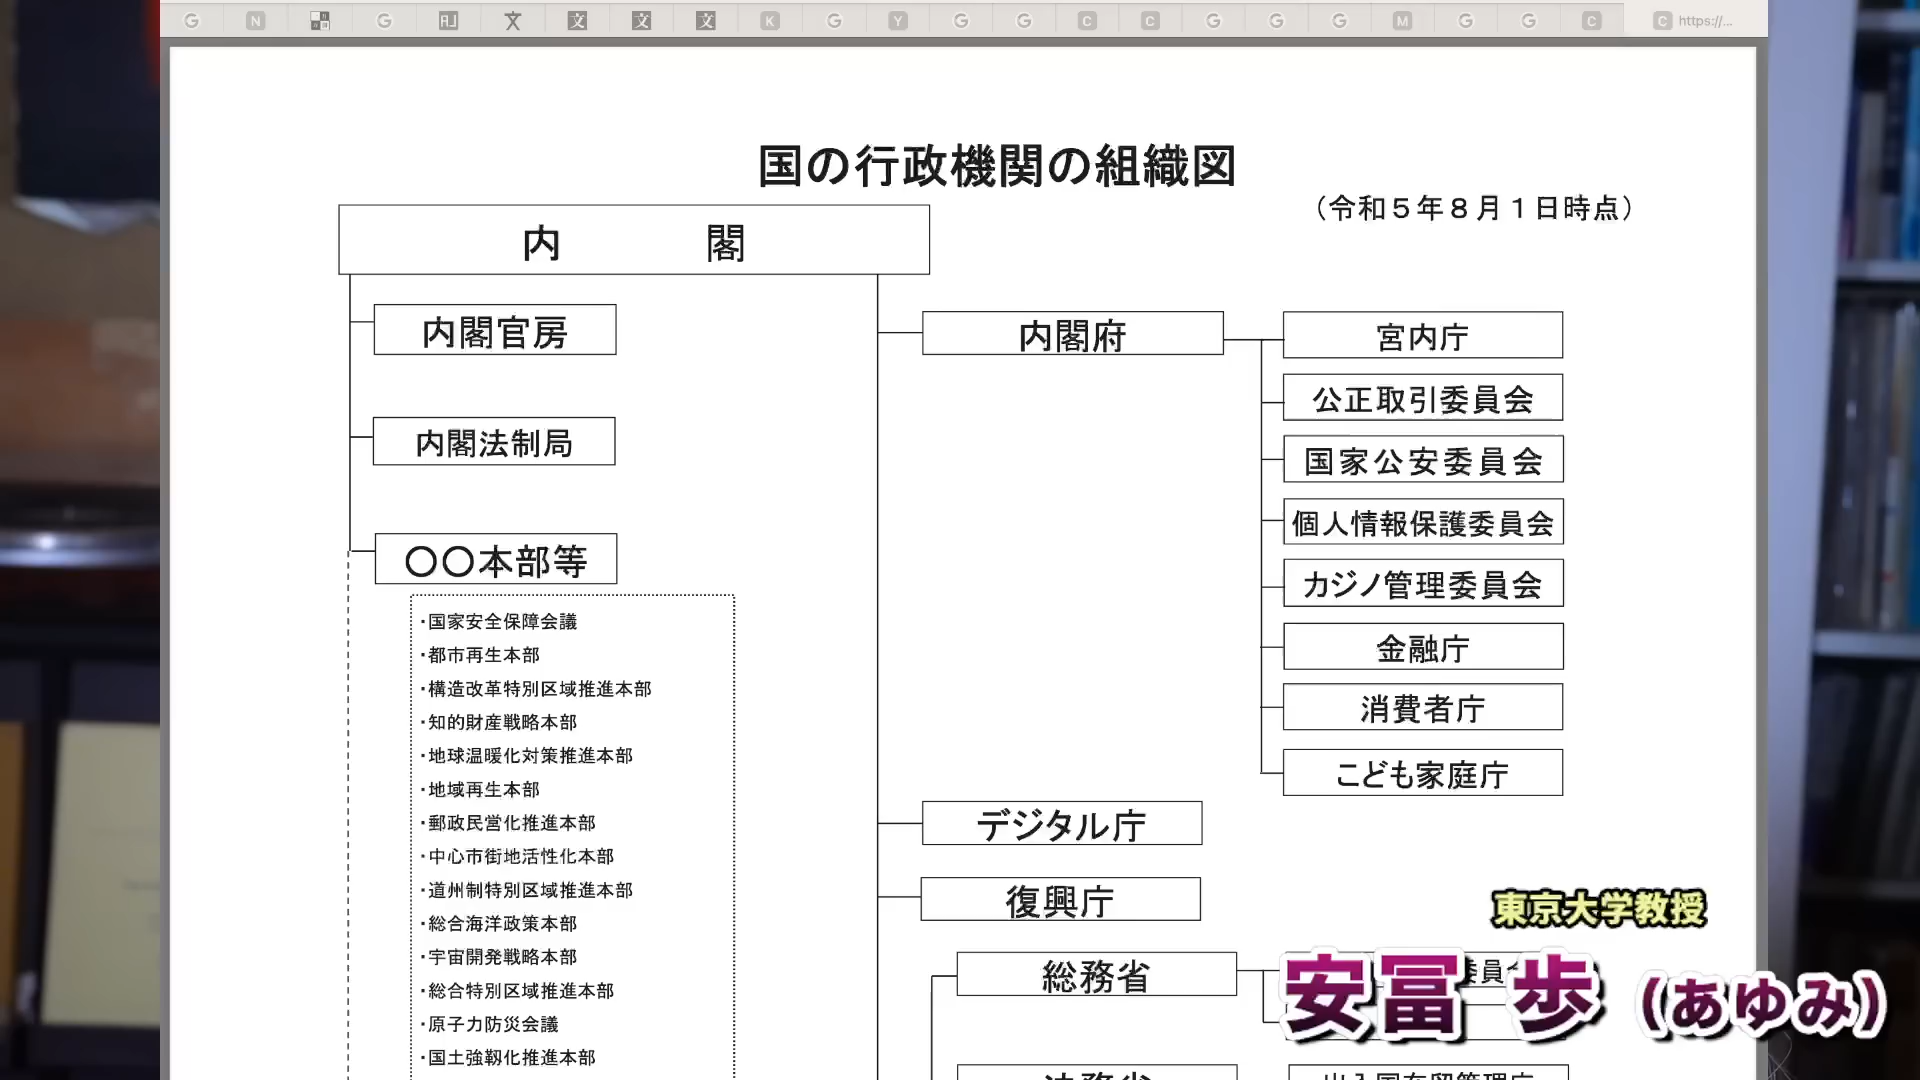 https://...
国の行政機関の組織図
（令和５年８月１日時点）
内　閣
内閣官房
内閣法制局
〇〇本部等
・国家安全保障会議
・都市再生本部
・構造改革特別区域推進本部
・知的財産戦略本部
・地球温暖化対策推進本部
・地域再生本部
・郵政民営化推進本部
・中心市街地活性化本部
・道州制特別区域推進本部
・総合海洋政策本部
・宇宙開発戦略本部
・総合特別区域推進本部
・原子力防災会議
・国土強靱化推進本部
内閣府
宮内庁
公正取引委員会
国家公安委員会
個人情報保護委員会
カジノ管理委員会
金融庁
消費者庁
こども家庭庁
デジタル庁
復興庁
総務省
東京大学教授
安冨 歩（あゆみ）